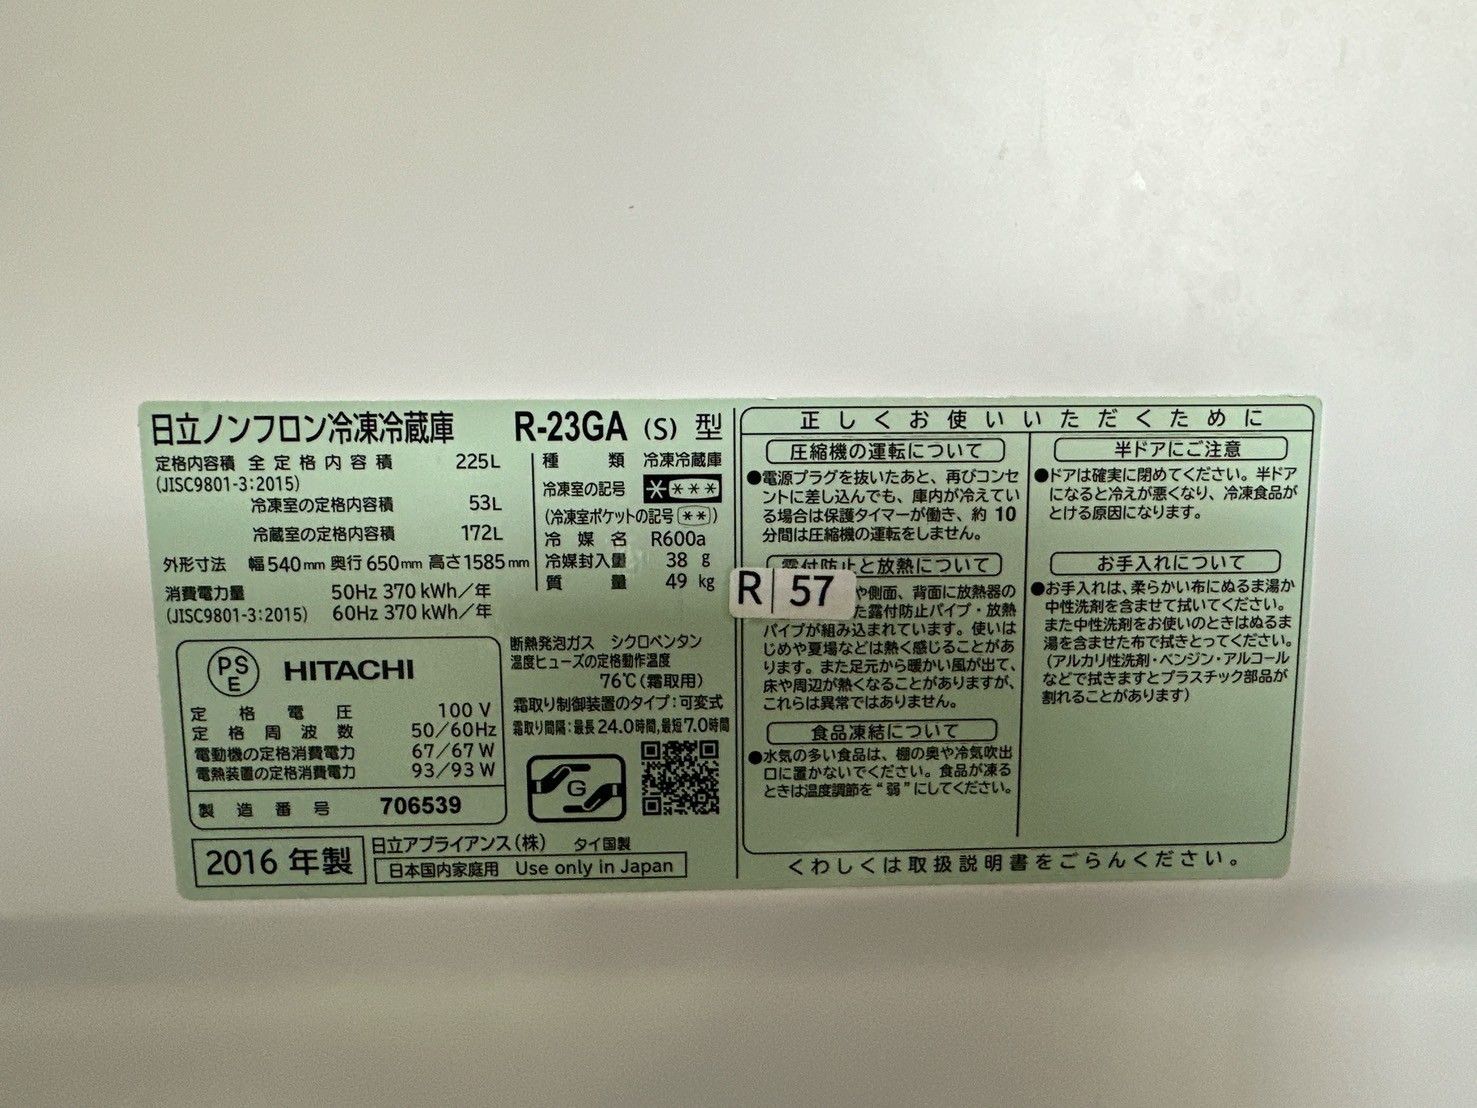 日立ノンフロン冷凍冷蔵庫 R-23GA (S) 型
定格内容積 全定格内容積 225L
(JISC9801-3:2015)
冷凍室の定格内容積 53L
冷蔵室の定格内容積 172L
外形寸法 幅540mm 奥行650mm 高さ1585mm
消費電力量 50Hz 370kWh/年
(JISC9801-3:2015) 60Hz 370kWh/年
種類 冷凍冷蔵庫
冷凍室の記号 ****
(冷凍室ポケットの記号 **)
冷媒名 R600a
冷媒封入量 38 g
質量 49 kg
PSE HITACHI
定格電圧 100 V
定格周波数 50/60Hz
電動機の定格消費電力 67/67 W
電熱装置の定格消費電力 93/93 W
製造番号 706539
断熱発泡ガス シクロペンタン
温度ヒューズの定格動作温度
76℃(霜取用)
霜取り制御装置のタイプ:可変式
霜取り間隔:最長24.0時間,最短7.0時間
G
2016 年製
日立アプライアンス(株) タイ国製
日本国内家庭用 Use only in Japan
R 57
正しくお使いいただくために
圧縮機の運転について
●電源プラグを抜いたあと、再びコンセ
ントに差し込んでも、庫内が冷えてい
る場合は保護タイマーが働き、約 10
分間は圧縮機の運転をしません。
露付防止と放熱について
や側面、背面に放熱器の
た露付防止パイプ・放熱
パイプが組み込まれています。使いは
じめや夏場などは熱く感じることがあ
ります。また足元から暖かい風が出て、
床や周辺が熱くなることがありますが、
これらは異常ではありません。
食品凍結について
●水気の多い食品は、棚の奥や冷気吹出
口に置かないでください。食品が凍る
ときは温度調節を“弱”にしてください。
半ドアにご注意
●ドアは確実に閉めてください。半ドア
になると冷えが悪くなり、冷凍食品が
とける原因になります。
お手入れについて
●お手入れは、柔らかい布にぬるま湯か
中性洗剤を含ませて拭いてください。
また中性洗剤をお使いのときはぬるま
湯を含ませた布で拭きとってください。
(アルカリ性洗剤・ベンジン・アルコール
などで拭きますとプラスチック部品が
割れることがあります)
くわしくは取扱説明書をごらんください。